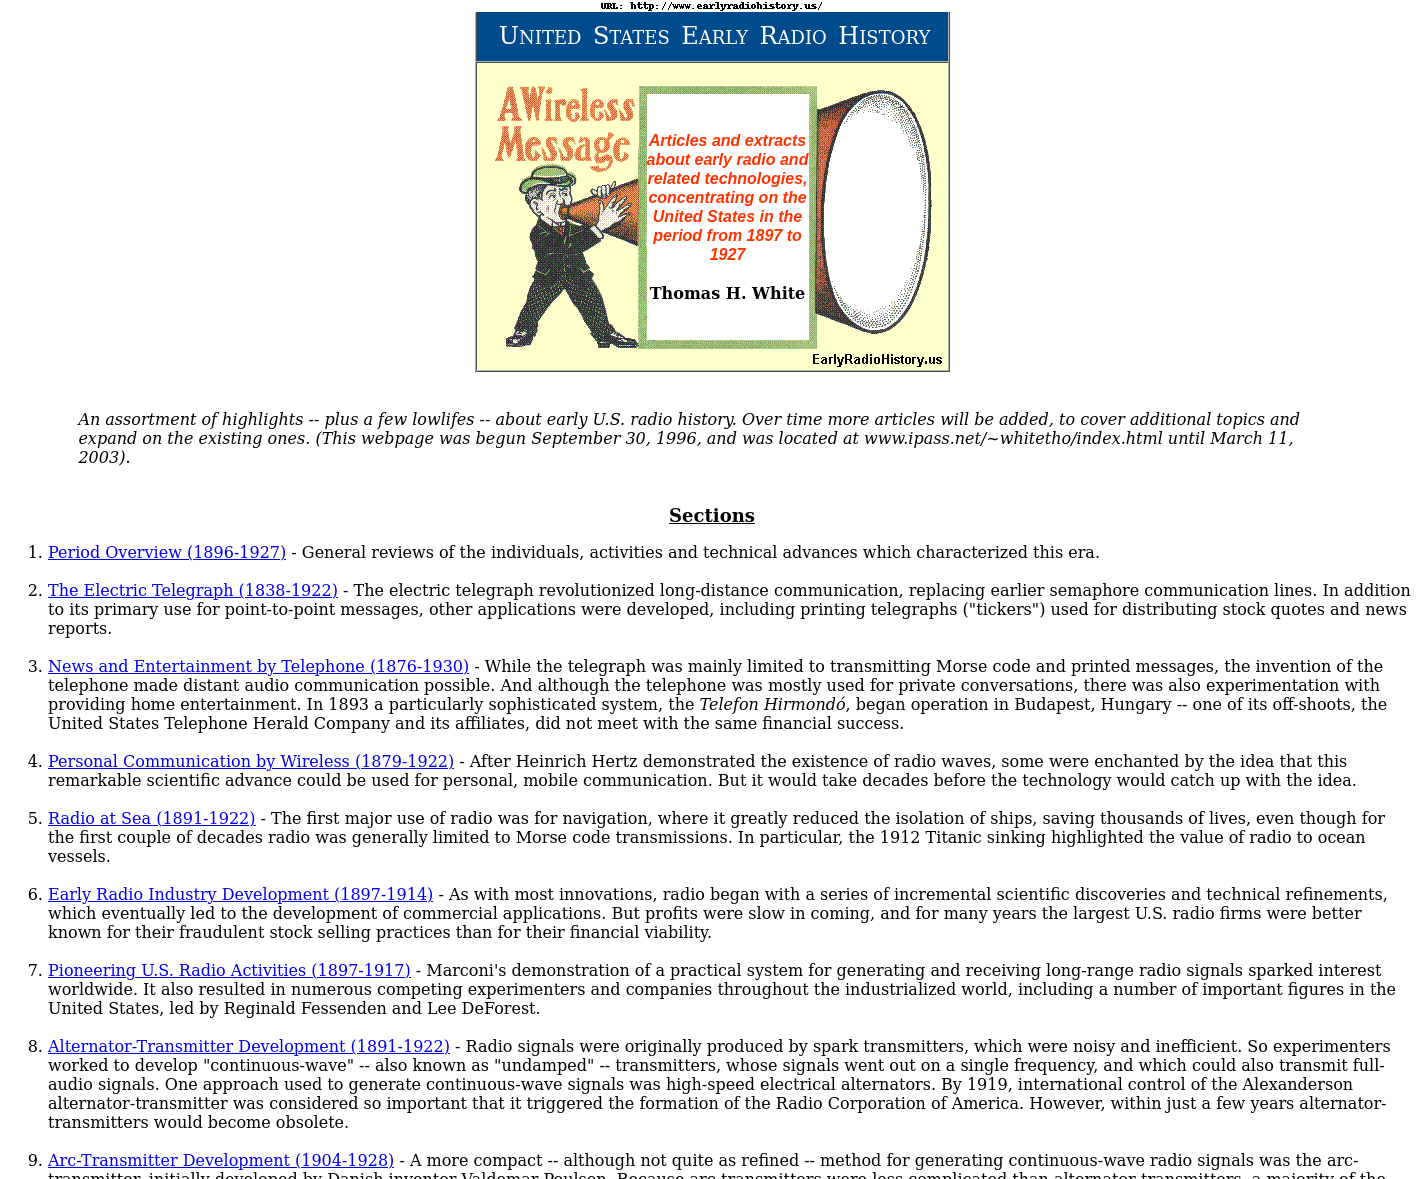 URL: http://www.earlyradiohistory.us/
United States Early Radio History
A Wireless
Message
Articles and extracts
about early radio and
related technologies,
concentrating on the
United States in the
period from 1897 to
1927
Thomas H. White
EarlyRadioHistory.us
An assortment of highlights -- plus a few lowlifes -- about early U.S. radio history. Over time more articles will be added, to cover additional topics and
expand on the existing ones. (This webpage was begun September 30, 1996, and was located at www.ipass.net/~whitetho/index.html until March 11,
2003).
Sections
1. Period Overview (1896-1927) - General reviews of the individuals, activities and technical advances which characterized this era.
2. The Electric Telegraph (1838-1922) - The electric telegraph revolutionized long-distance communication, replacing earlier semaphore communication lines. In addition
to its primary use for point-to-point messages, other applications were developed, including printing telegraphs ("tickers") used for distributing stock quotes and news
reports.
3. News and Entertainment by Telephone (1876-1930) - While the telegraph was mainly limited to transmitting Morse code and printed messages, the invention of the
telephone made distant audio communication possible. And although the telephone was mostly used for private conversations, there was also experimentation with
providing home entertainment. In 1893 a particularly sophisticated system, the Telefon Hirmondó, began operation in Budapest, Hungary -- one of its off-shoots, the
United States Telephone Herald Company and its affiliates, did not meet with the same financial success.
4. Personal Communication by Wireless (1879-1922) - After Heinrich Hertz demonstrated the existence of radio waves, some were enchanted by the idea that this
remarkable scientific advance could be used for personal, mobile communication. But it would take decades before the technology would catch up with the idea.
5. Radio at Sea (1891-1922) - The first major use of radio was for navigation, where it greatly reduced the isolation of ships, saving thousands of lives, even though for
the first couple of decades radio was generally limited to Morse code transmissions. In particular, the 1912 Titanic sinking highlighted the value of radio to ocean
vessels.
6. Early Radio Industry Development (1897-1914) - As with most innovations, radio began with a series of incremental scientific discoveries and technical refinements,
which eventually led to the development of commercial applications. But profits were slow in coming, and for many years the largest U.S. radio firms were better
known for their fraudulent stock selling practices than for their financial viability.
7. Pioneering U.S. Radio Activities (1897-1917) - Marconi's demonstration of a practical system for generating and receiving long-range radio signals sparked interest
worldwide. It also resulted in numerous competing experimenters and companies throughout the industrialized world, including a number of important figures in the
United States, led by Reginald Fessenden and Lee DeForest.
8. Alternator-Transmitter Development (1891-1922) - Radio signals were originally produced by spark transmitters, which were noisy and inefficient. So experimenters
worked to develop "continuous-wave" -- also known as "undamped" -- transmitters, whose signals went out on a single frequency, and which could also transmit full-
audio signals. One approach used to generate continuous-wave signals was high-speed electrical alternators. By 1919, international control of the Alexanderson
alternator-transmitter was considered so important that it triggered the formation of the Radio Corporation of America. However, within just a few years alternator-
transmitters would become obsolete.
9. Arc-Transmitter Development (1904-1928) - A more compact -- although not quite as refined -- method for generating continuous-wave radio signals was the arc-
transmitter, initially developed by Danish inventor Valdemar Poulsen. Because arc-transmitters were less complicated than alternator-transmitters, a majority of the